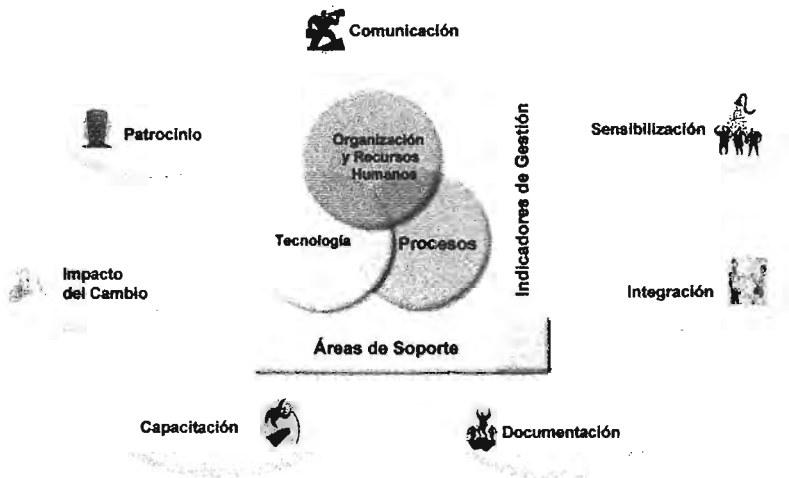 Comunicación
Patrocinio
Sensibilización
Organización
y Recursos
Humanos
Indicadores de Gestión
Tecnología
Procesos
Impacto
del Cambio
Integración
Áreas de Soporte
Capacitación
Documentación